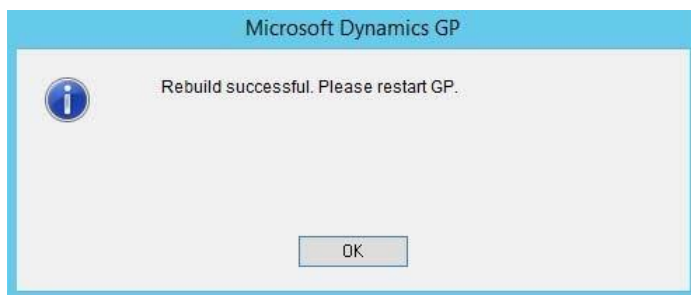 Microsoft Dynamics GP
Rebuild successful. Please restart GP.
OK